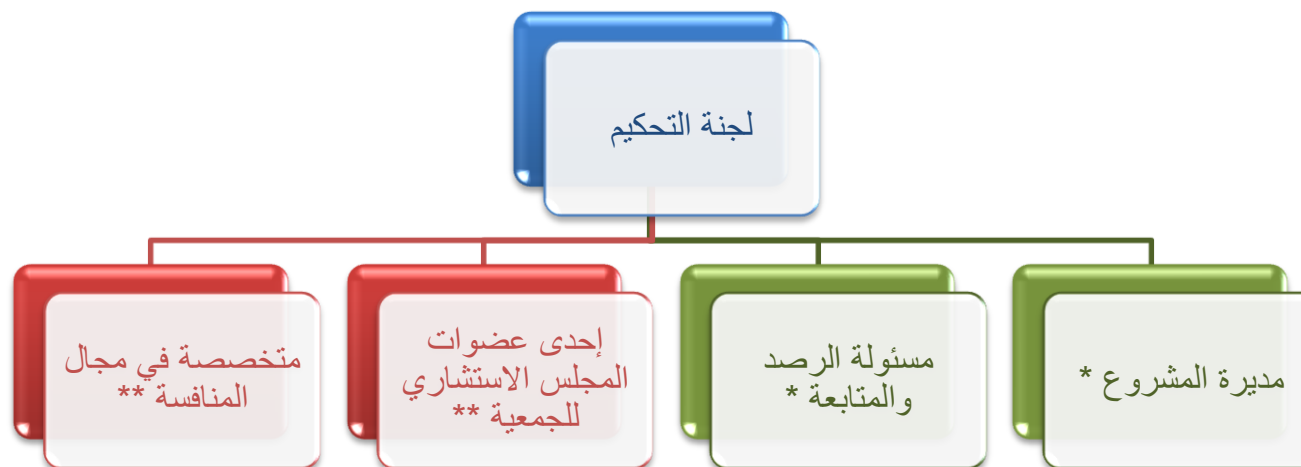 لجنة التحكيم
مديرة المشروع *
مسئولة الرصد
والمتابعة *
إحدى عضوات
المجلس الاستشاري
للجمعية **
متخصصة في مجال
المنافسة **